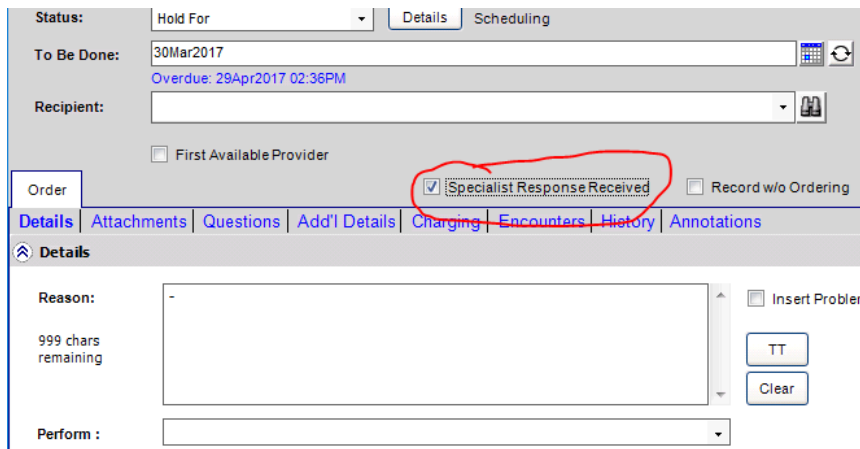 Status: Hold For Details Scheduling
To Be Done: 30Mar2017
Overdue: 29Apr2017 02:36PM
Recipient:
First Available Provider
Order Specialist Response Received Record w/o Ordering
Details Attachments Questions Add'l Details Charging Encounters History Annotations
Details
Reason: - Insert Probler
999 chars
remaining
TT
Clear
Perform :